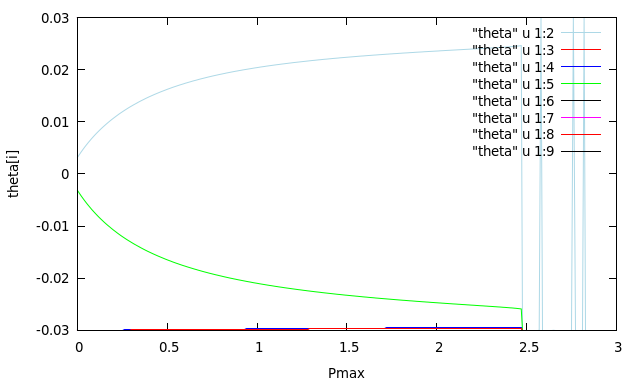 0.03
0.02
0.01
0
-0.01
-0.02
-0.03
theta[i]
"theta" u 1:2
"theta" u 1:3
"theta" u 1:4
"theta" u 1:5
"theta" u 1:6
"theta" u 1:7
"theta" u 1:8
"theta" u 1:9
0 0.5 1 1.5 2 2.5 3
Pmax